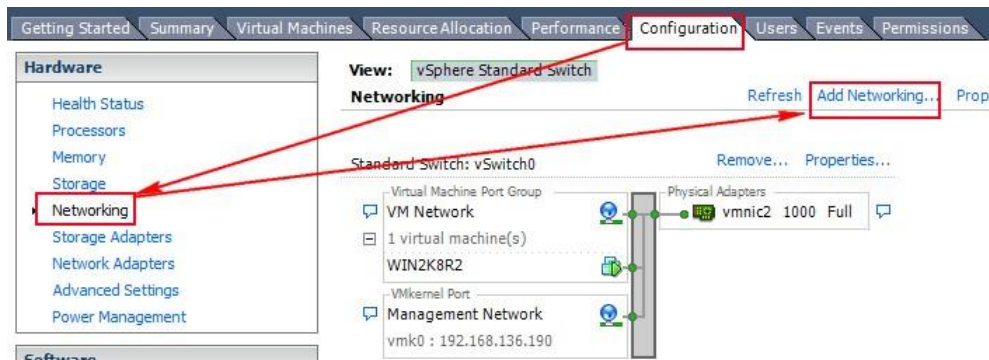 Getting Started Summary Virtual Machines Resource Allocation Performance Configuration Users Events Permissions
Hardware
Health Status
Processors
Memory
Storage
Networking
Storage Adapters
Network Adapters
Advanced Settings
Power Management
Software
View: vSphere Standard Switch
Networking
Refresh Add Networking... Prop
Standard Switch: vSwitch0
Remove... Properties...
Virtual Machine Port Group
VM Network
1 virtual machine(s)
WIN2K8R2
VMkernel Port
Management Network
vmk0 : 192.168.136.190
Physical Adapters
vmnic2 1000 Full